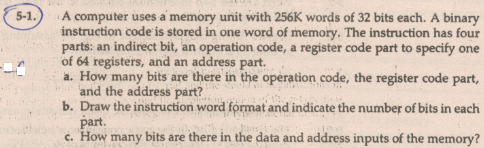 5-1. A computer uses a memory unit with 256K words of 32 bits each. A binary
instruction code is stored in one word of memory. The instruction has four
parts: an indirect bit, an operation code, a register code part to specify one
of 64 registers, and an address part.
a. How many bits are there in the operation code, the register code part,
and the address part?
b. Draw the instruction word format and indicate the number of bits in each
part.
c. How many bits are there in the data and address inputs of the memory?